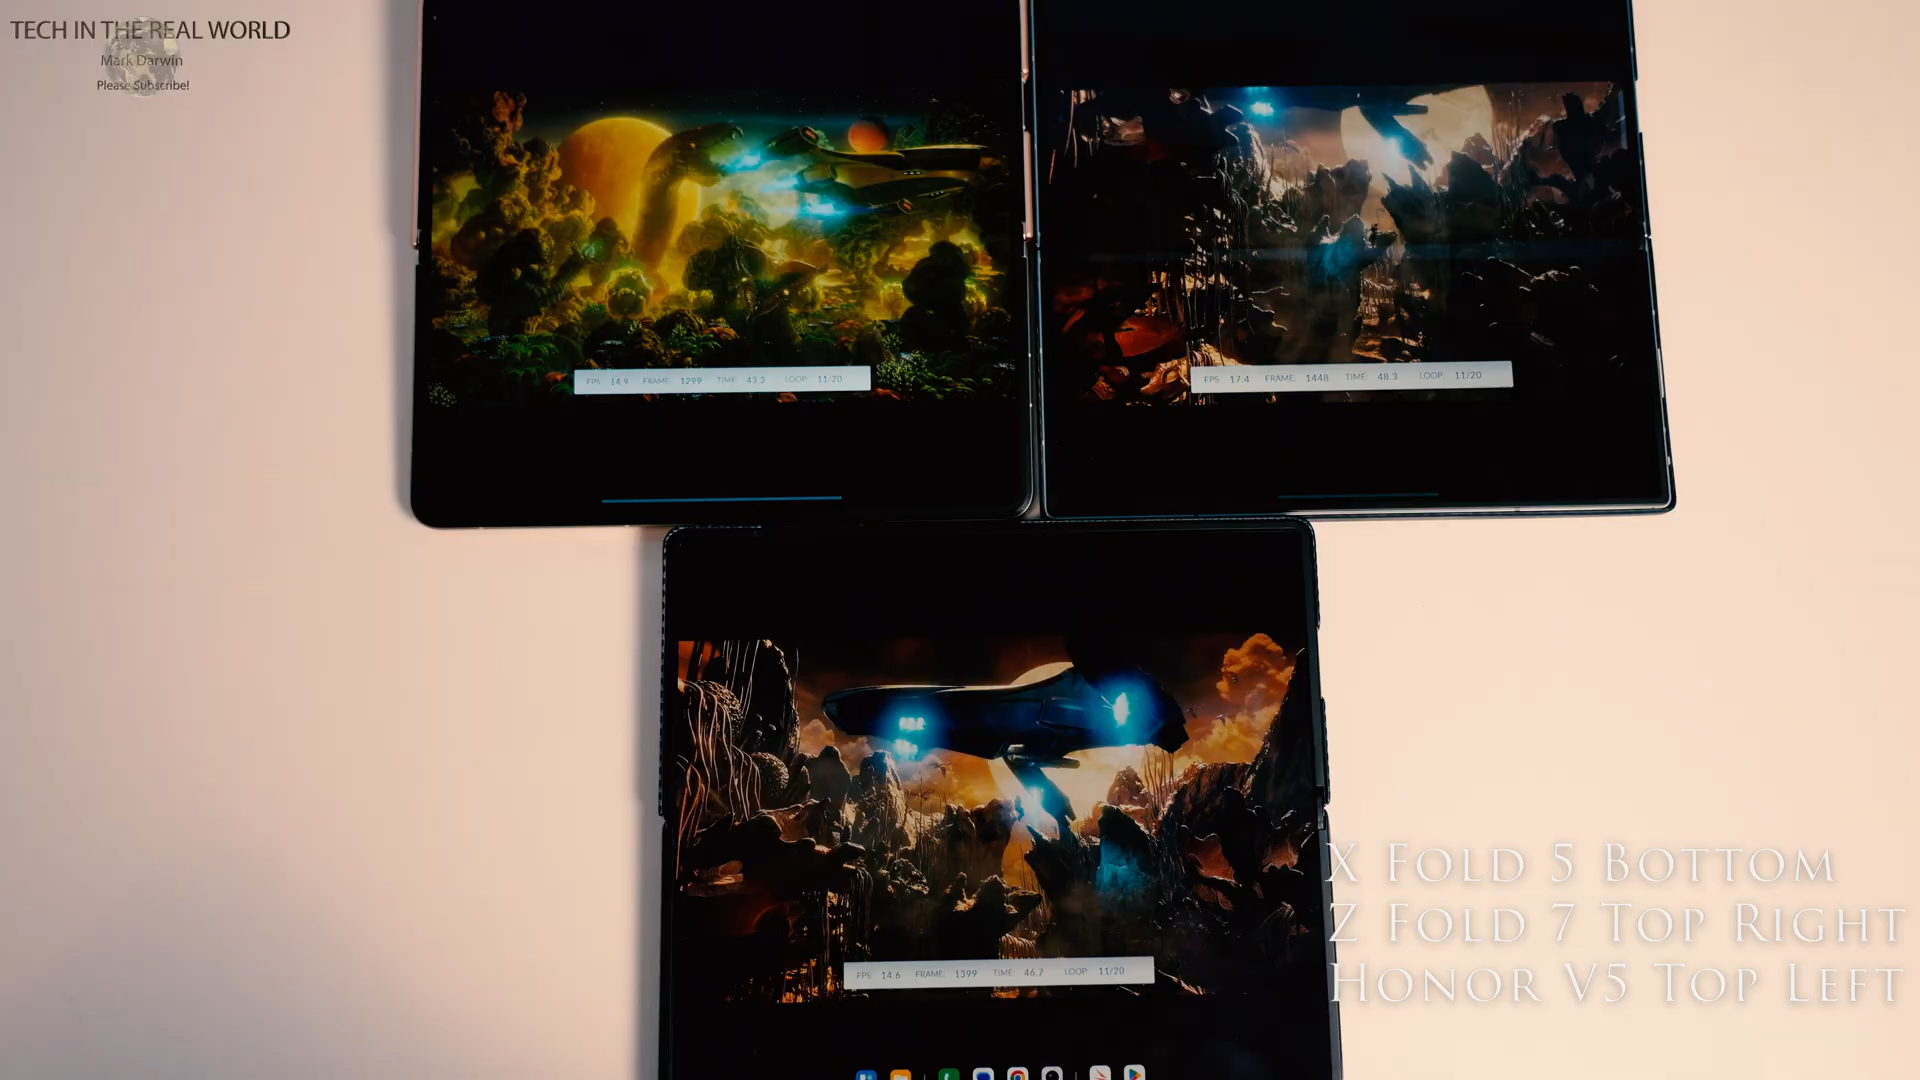 TECH IN THE REAL WORLD
Mark Darwin
Please Subscribe!
FPS: 14.9 FRAME: 1299 TIME: 43.3 LOOP: 11/20
FPS: 17.4 FRAME: 1448 TIME: 48.3 LOOP: 11/20
FPS: 14.6 FRAME: 1399 TIME: 46.7 LOOP: 11/20
X Fold 5 Bottom
Z Fold 7 Top Right
Honor V5 Top Left